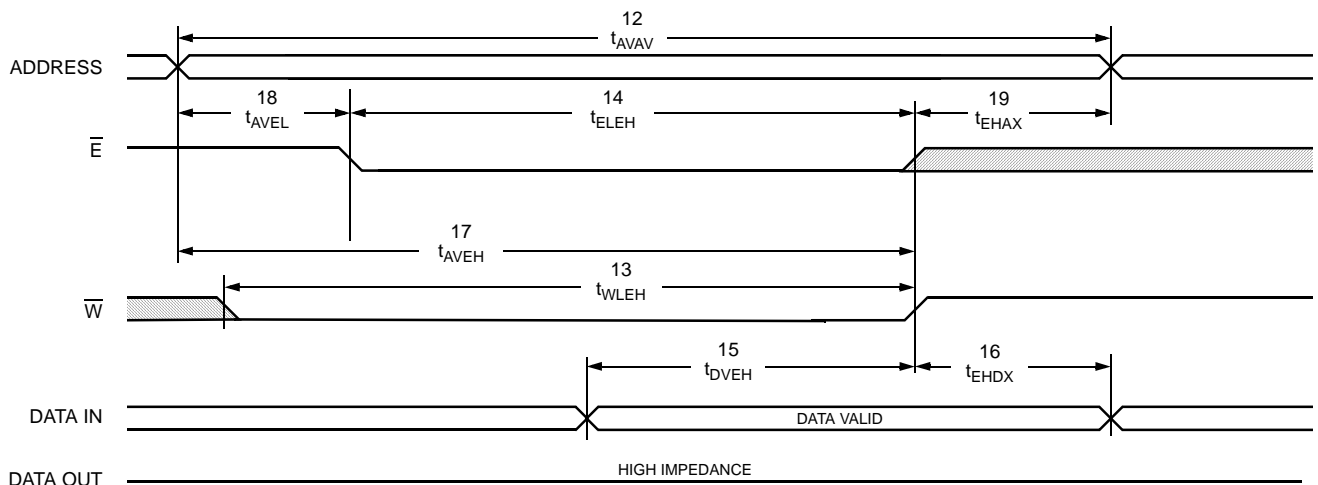 12
tAVAV
ADDRESS
18
tAVEL
14
tELEH
19
tEHAX
E
17
tAVEH
13
tWLEH
W
15
tDVEH
16
tEHDX
DATA IN
DATA VALID
DATA OUT
HIGH IMPEDANCE